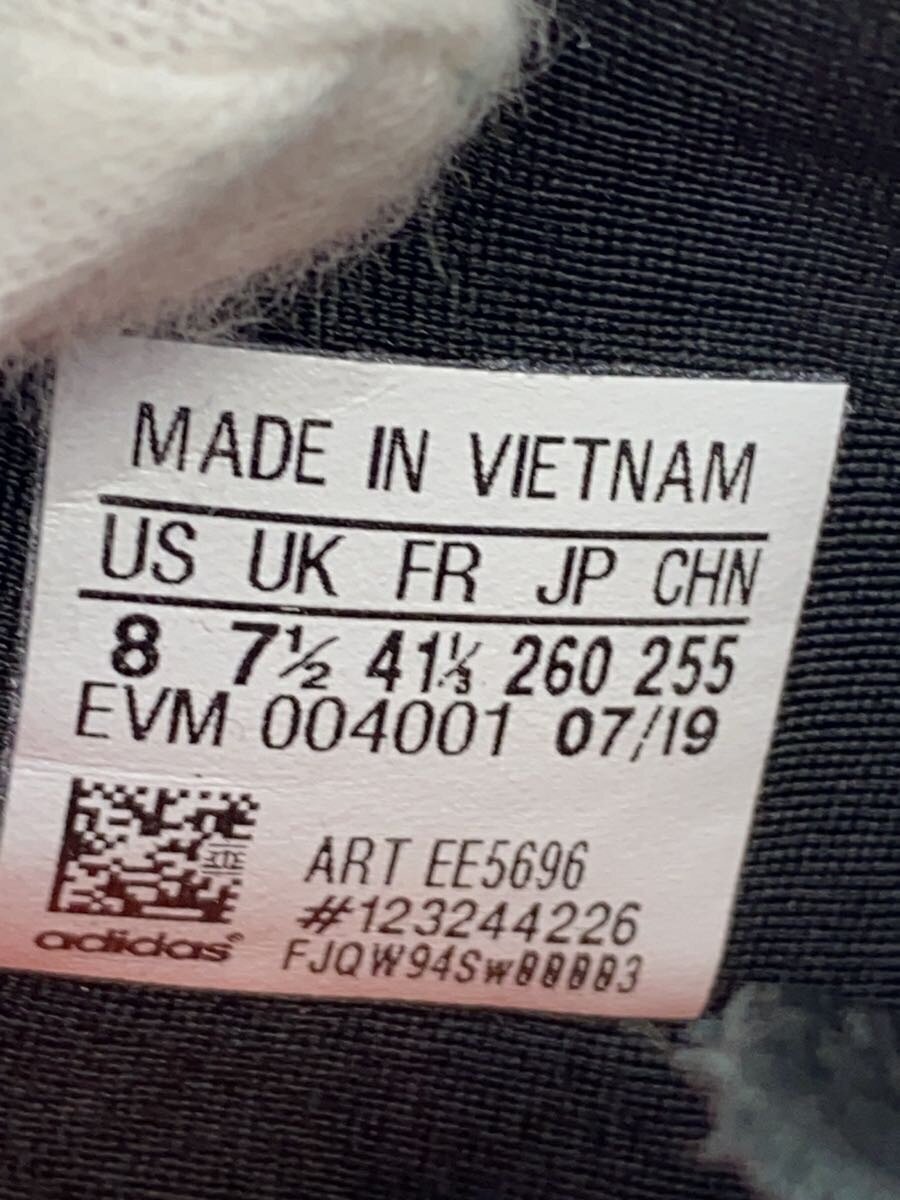 MADE IN VIETNAM
US UK FR JP CHN
8 7½ 41⅓ 260 255
EVM 004001 07/19
ART EE5696
#123244226
adidas®